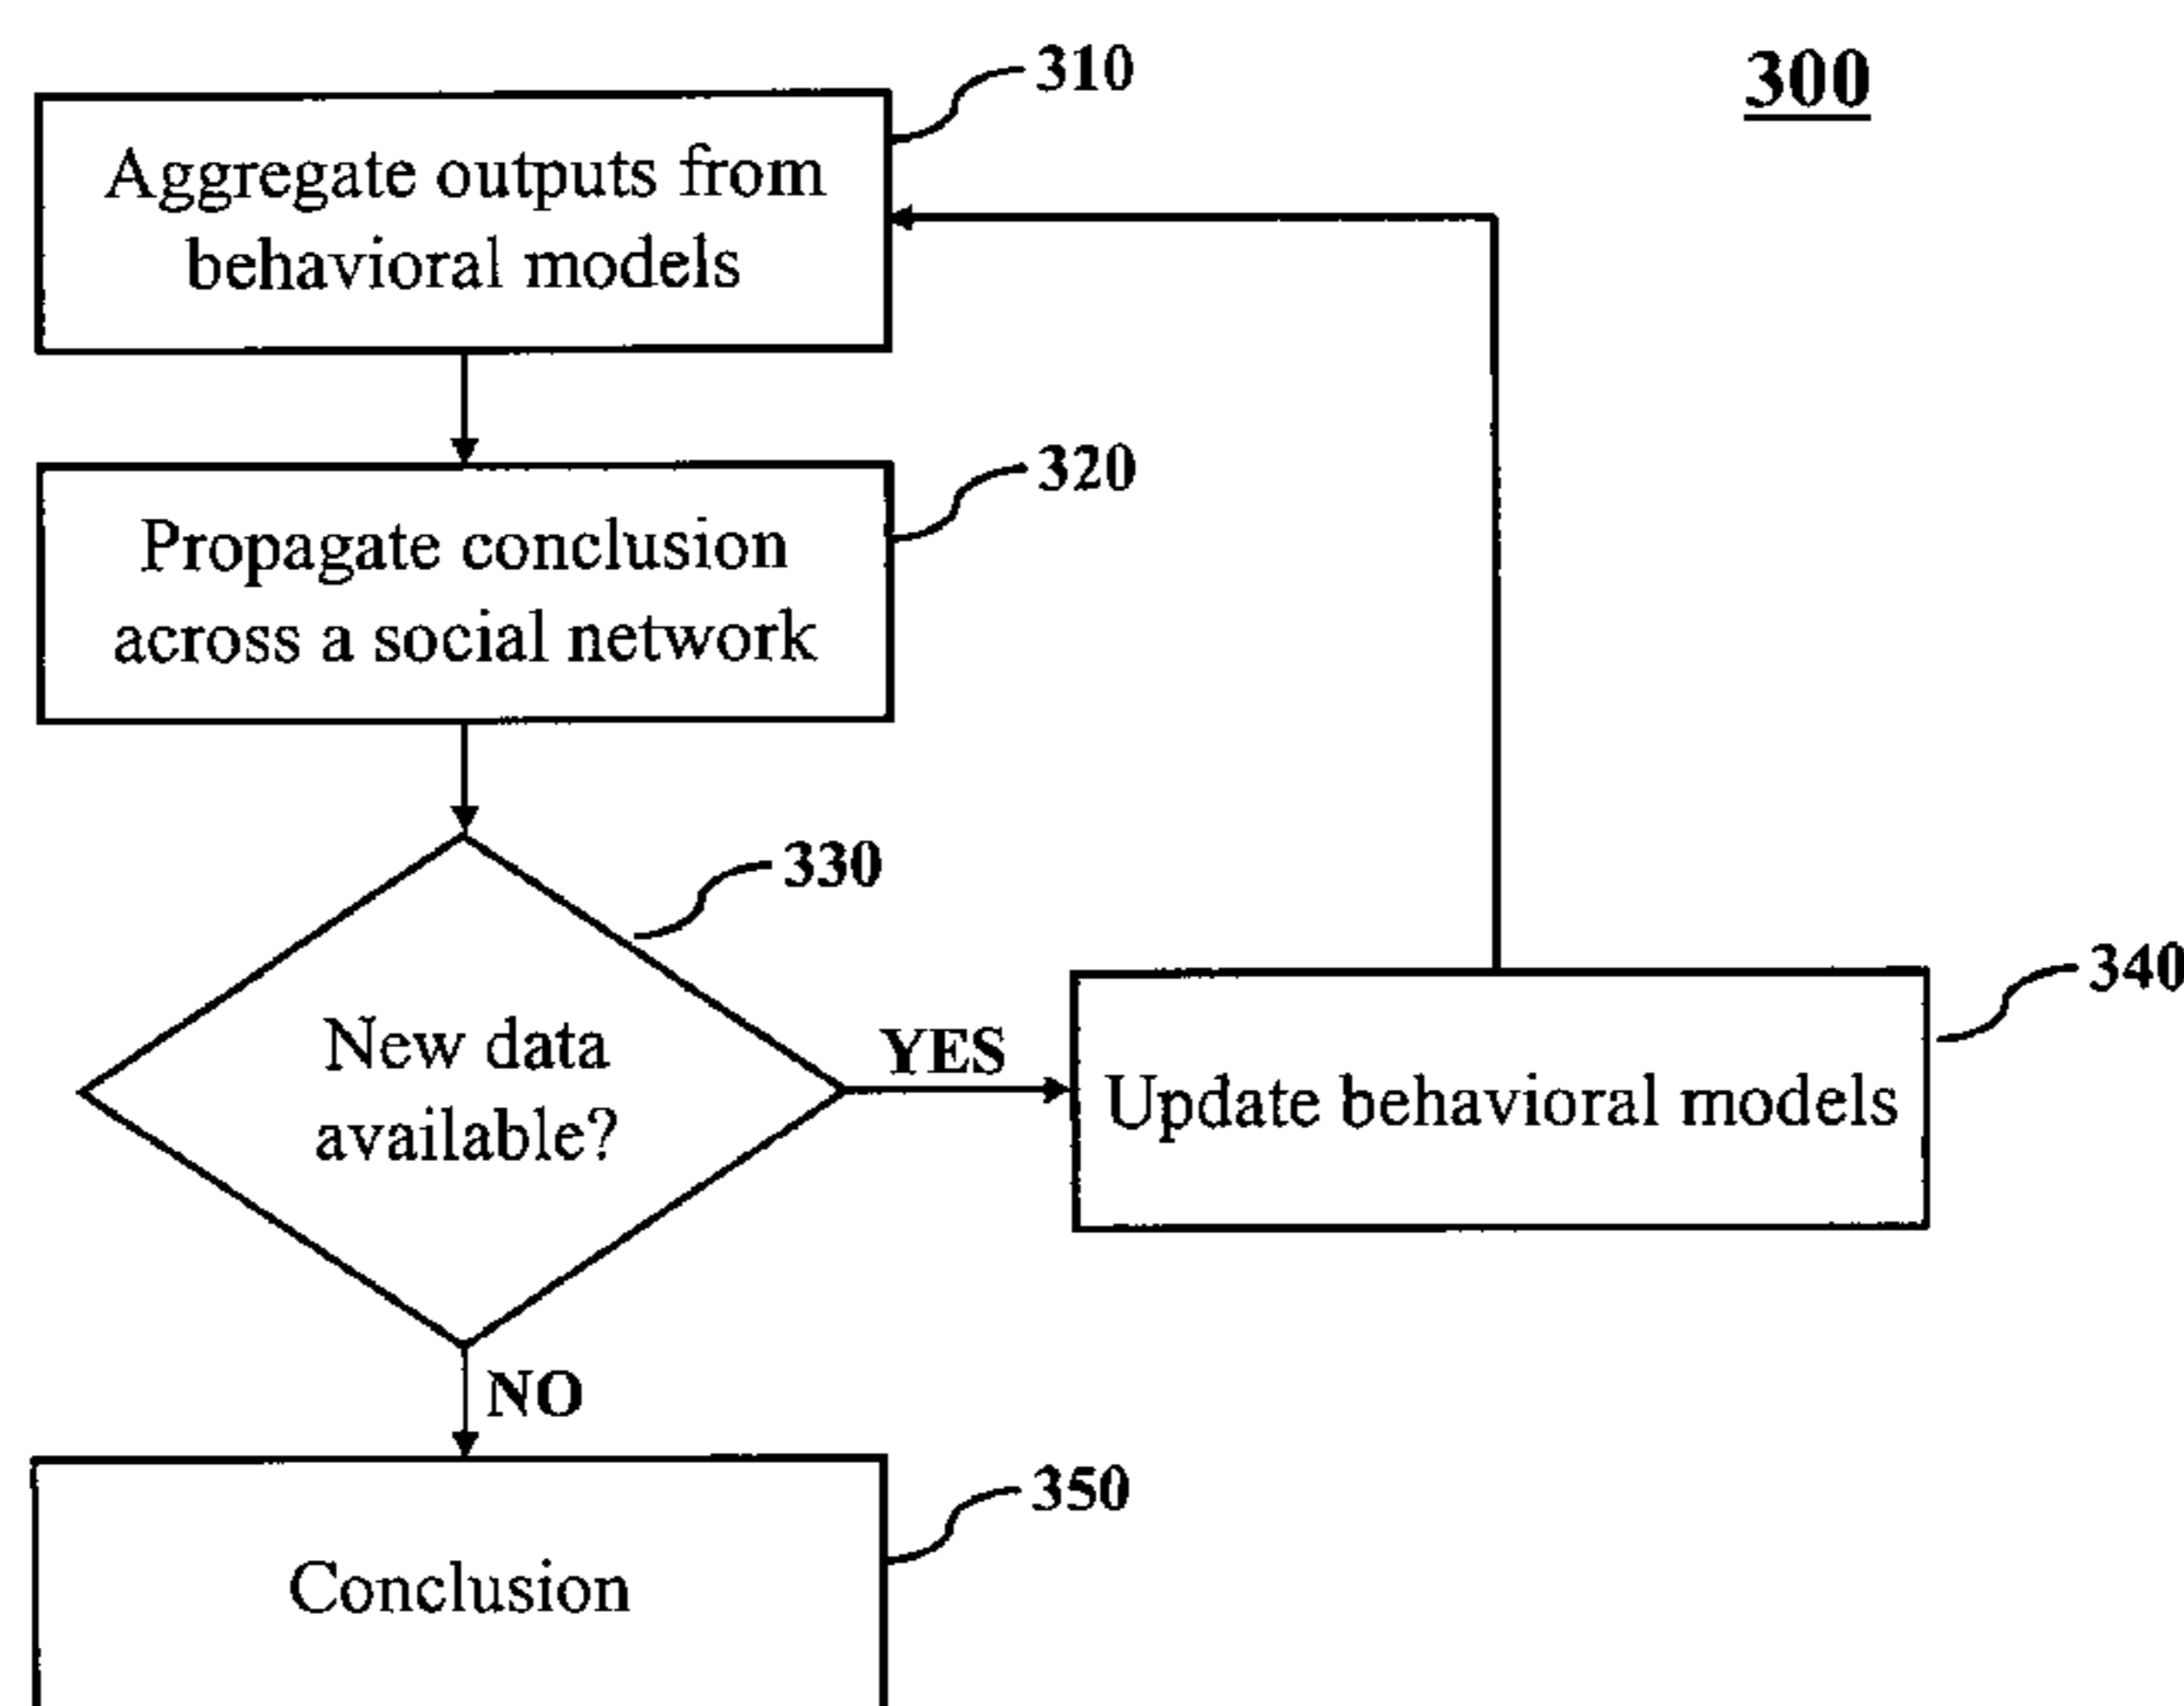 310
300
Aggregate outputs from
behavioral models
320
Propagate conclusion
across a social network
330
New data
available?
YES
340
Update behavioral models
NO
350
Conclusion